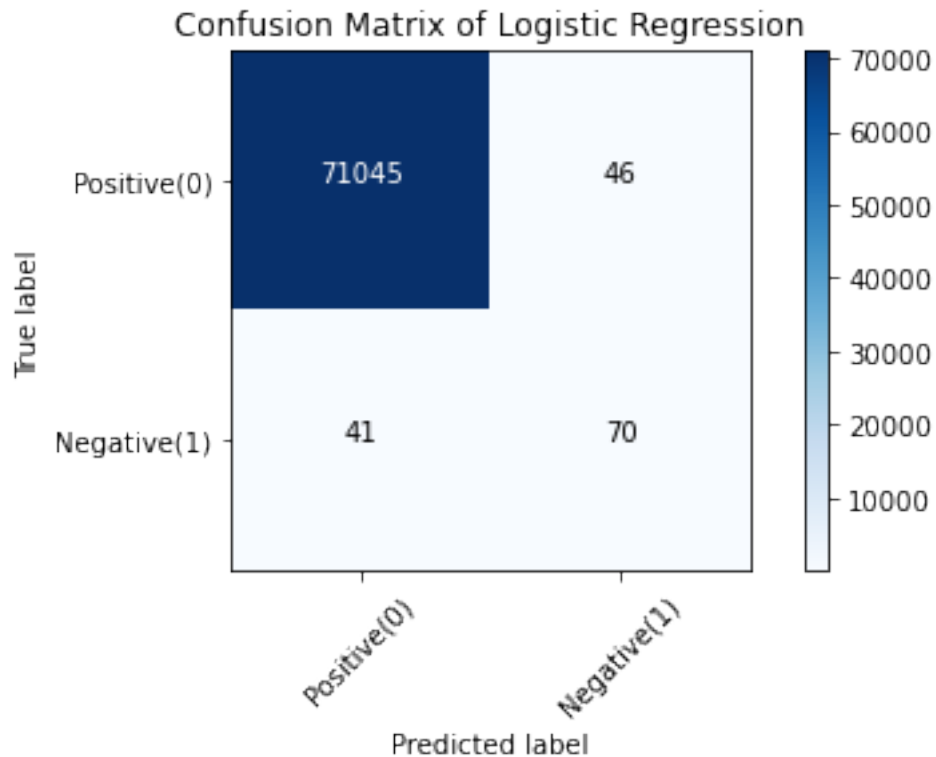 Confusion Matrix of Logistic Regression
70000
60000
50000
40000
30000
20000
10000
True label
Positive(0)
71045
46
Negative(1)
41
70
Positive(0)
Negative(1)
Predicted label